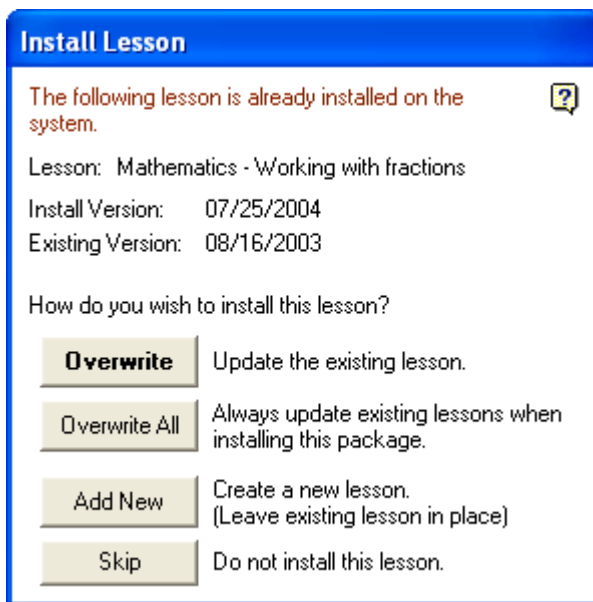 Install Lesson
The following lesson is already installed on the
system.
?
Lesson: Mathematics - Working with fractions
Install Version: 07/25/2004
Existing Version: 08/16/2003
How do you wish to install this lesson?
Overwrite Update the existing lesson.
Overwrite All Always update existing lessons when
installing this package.
Add New Create a new lesson.
(Leave existing lesson in place)
Skip Do not install this lesson.